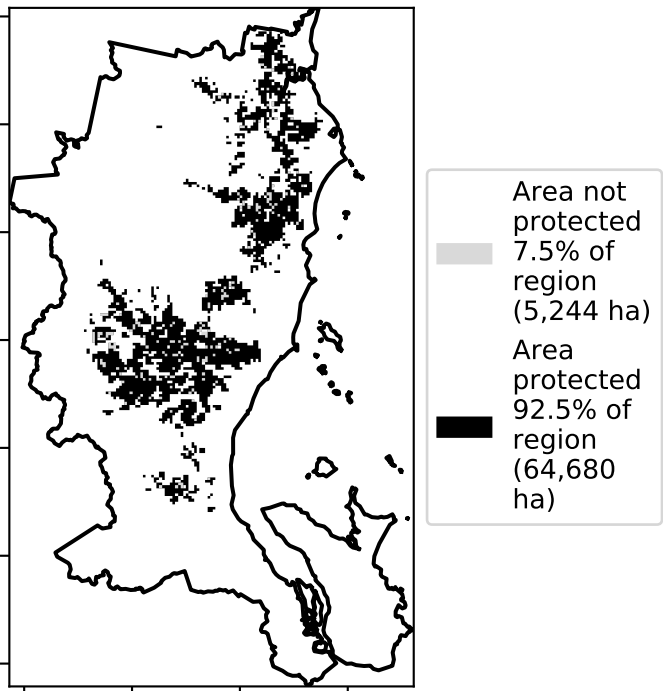 Area not
protected
7.5% of
region
(5,244 ha)
Area
protected
92.5% of
region
(64,680
ha)